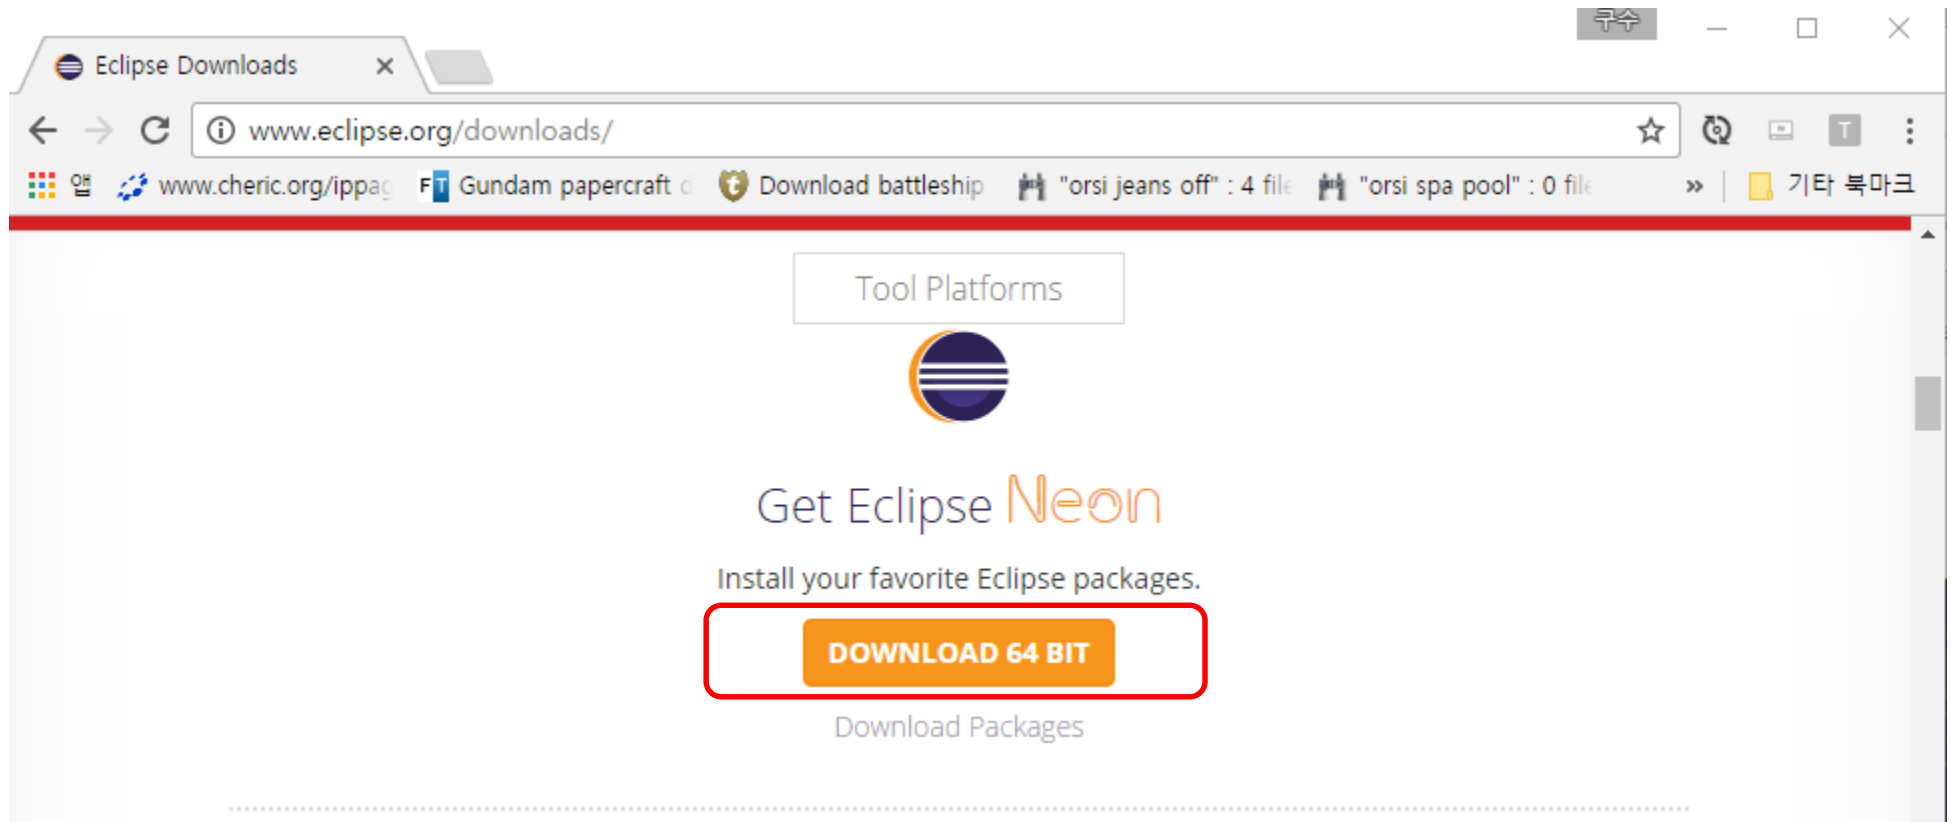 구수
Eclipse Downloads
www.eclipse.org/downloads/
앱 www.cheric.org/ippag Gundam papercraft Download battleship "orsi jeans off" : 4 file "orsi spa pool" : 0 file » 기타 북마크
Tool Platforms
Get Eclipse Neon
Install your favorite Eclipse packages.
DOWNLOAD 64 BIT
Download Packages